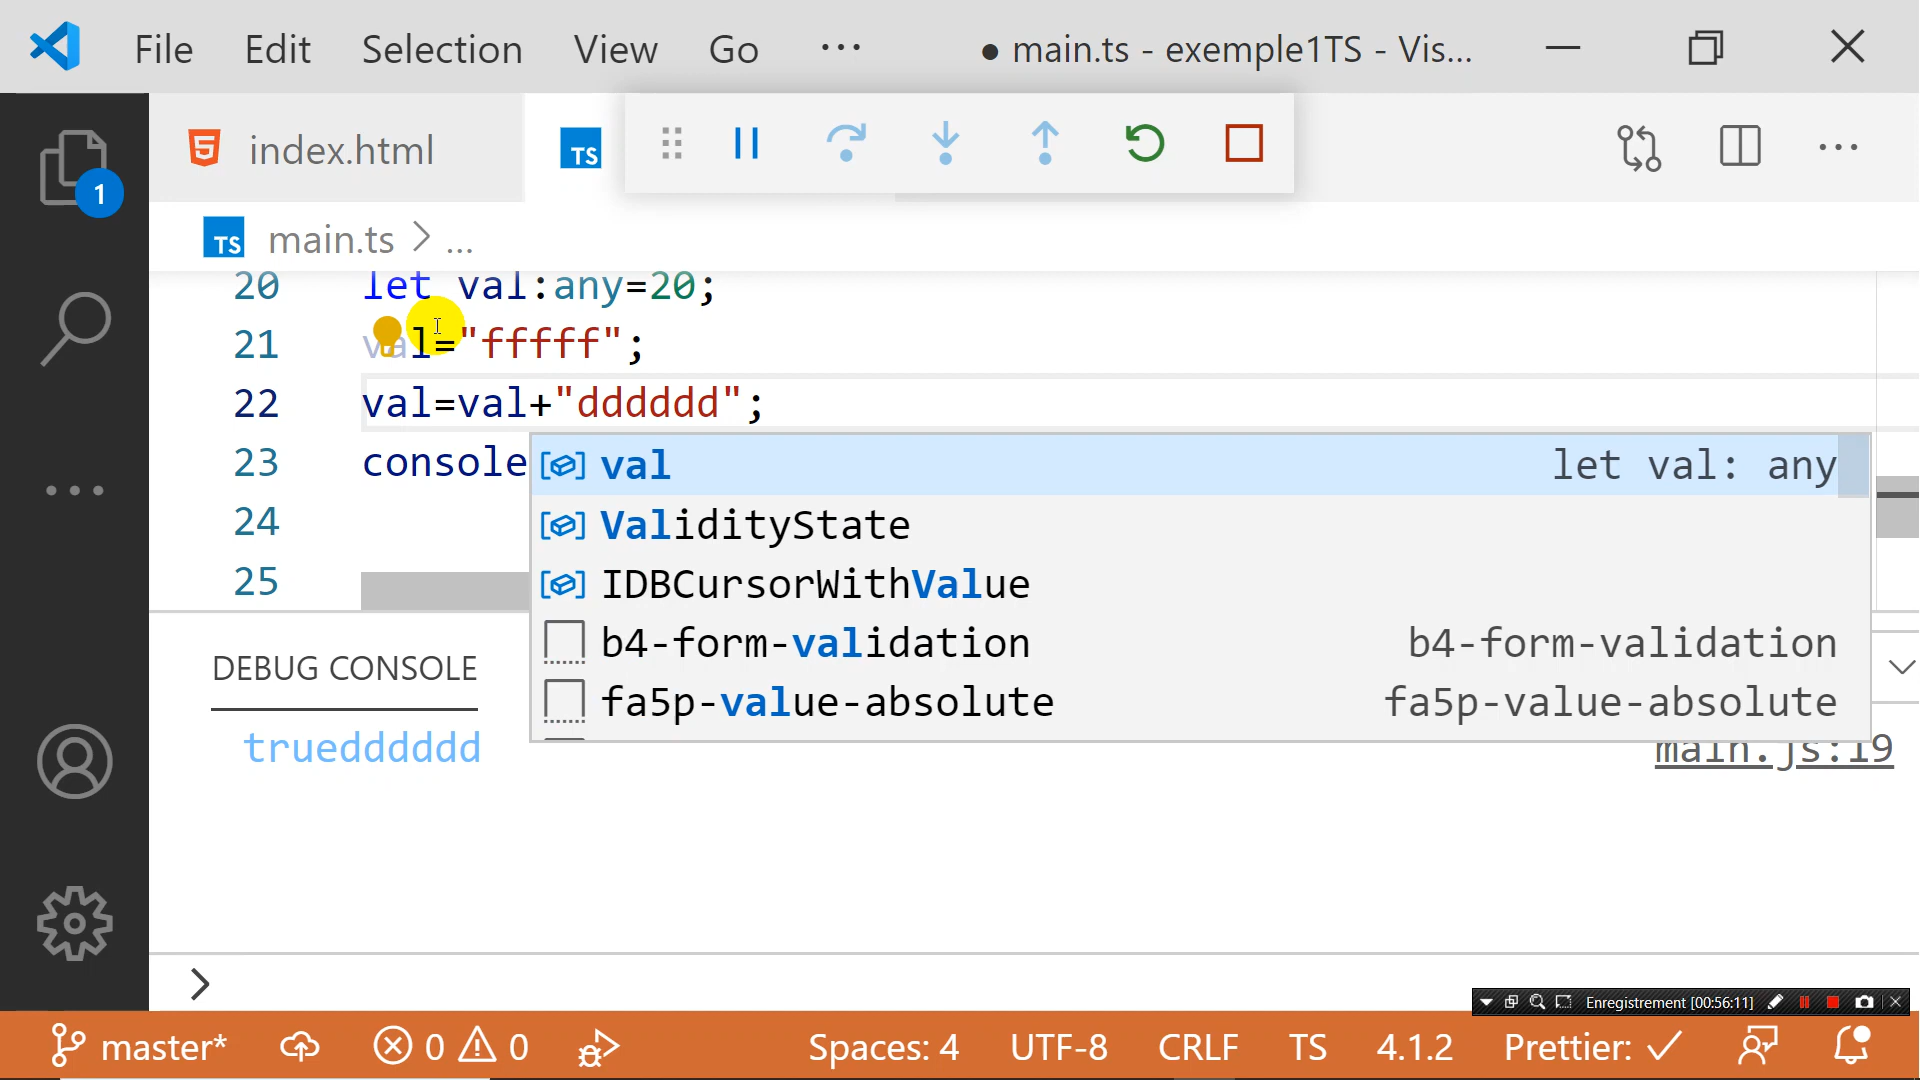 File Edit Selection View Go ··· ● main.ts - exemple1TS - Vis...
1
index.html TS
TS main.ts > ...
20 let val:any=20;
21 val="fffff";
22 val=val+"dddddd";
23 console
24
25
val let val: any
ValidityState
IDBCursorWithValue
b4-form-validation b4-form-validation
fa5p-value-absolute fa5p-value-absolute
DEBUG CONSOLE
truedddddd main.js:19
>
Enregistrement [00:56:11]
master* 0 0 Spaces: 4 UTF-8 CRLF TS 4.1.2 Prettier: ✓